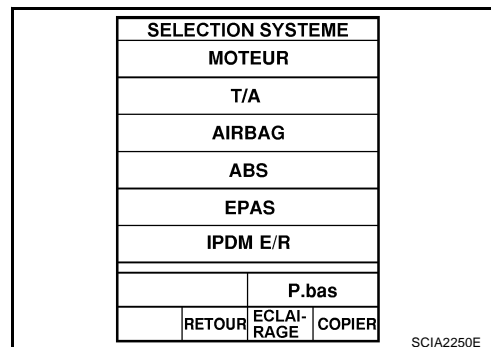 SELECTION SYSTEME
MOTEUR
T/A
AIRBAG
ABS
EPAS
IPDM E/R
P.bas
RETOUR ECLAI-
RAGE COPIER
SCIA2250E